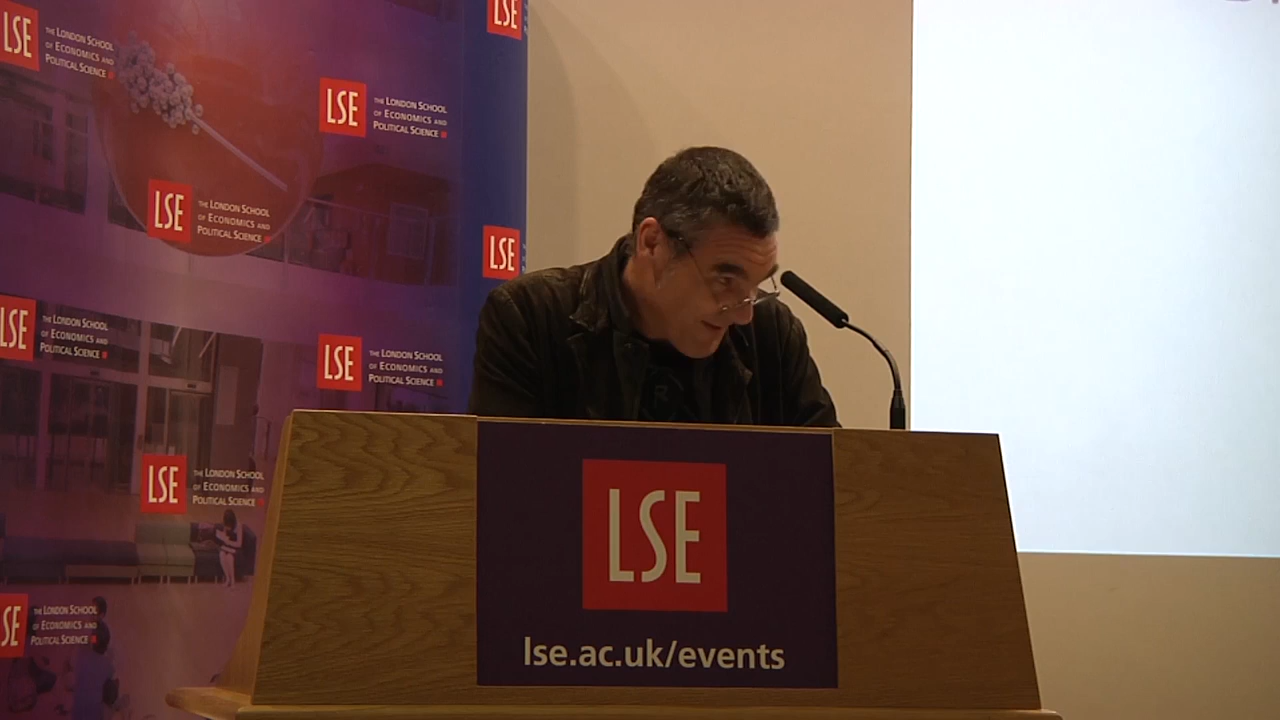 LSE
THE LONDON SCHOOL
OF ECONOMICS AND
POLITICAL SCIENCE
LSE
LSE
THE LONDON SCHOOL
OF ECONOMICS AND
POLITICAL SCIENCE
LSE
THE LONDON SCHOOL
OF ECONOMICS AND
POLITICAL SCIENCE
LSE
LSE
THE LONDON SCHOOL
OF ECONOMICS AND
POLITICAL SCIENCE
LSE
THE LONDON SCHOOL
OF ECONOMICS AND
POLITICAL SCIENCE
LSE
THE LONDON SCHOOL
OF ECONOMICS AND
POLITICAL SCIENCE
LSE
THE LONDON SCHOOL
OF ECONOMICS AND
POLITICAL SCIENCE
LSE
lse.ac.uk/events